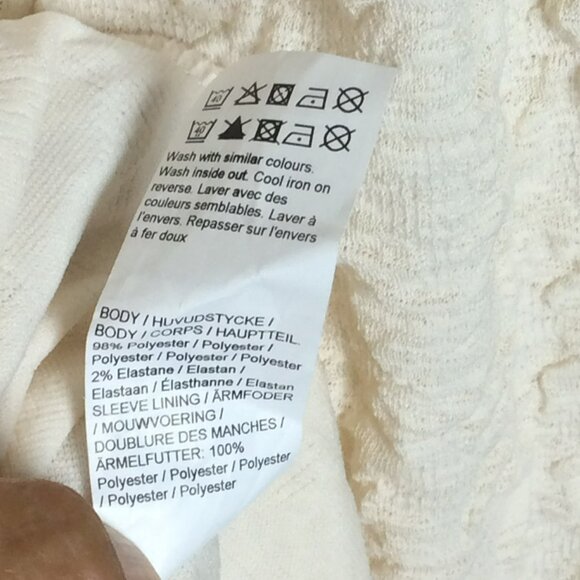 40
40
Wash with similar colours.
Wash inside out. Cool iron on
reverse. Laver avec des
couleurs semblables. Laver à
l'envers. Repasser sur l'envers
à fer doux
BODY / HUVUDSTYCKE /
BODY / CORPS / HAUPTTEIL.
98% Polyester / Polyester /
Polyester / Polyester / Polyester
2% Elastane / Elastan /
Elastaan / Élasthanne / Elastan
SLEEVE LINING / ÄRMFODER
/ MOUWVOERING /
DOUBLURE DES MANCHES /
ÄRMELFUTTER: 100%
Polyester / Polyester / Polyester
/ Polyester / Polyester